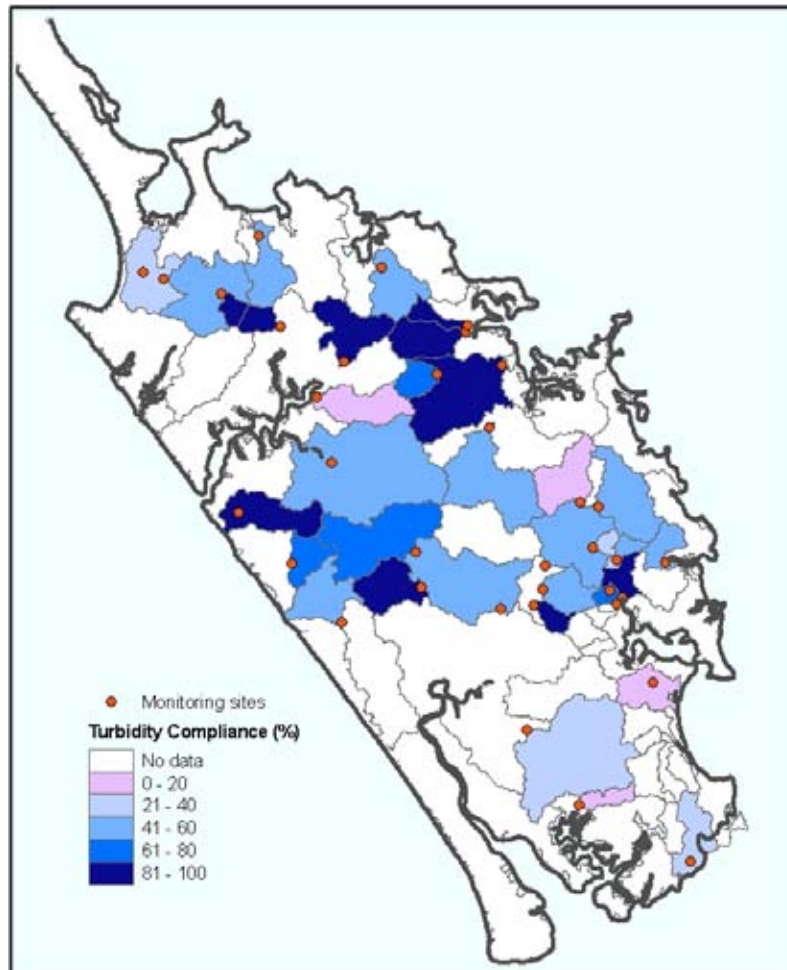 Monitoring sites
Turbidity Compliance (%)
No data
0 - 20
21 - 40
41 - 60
61 - 80
81 - 100